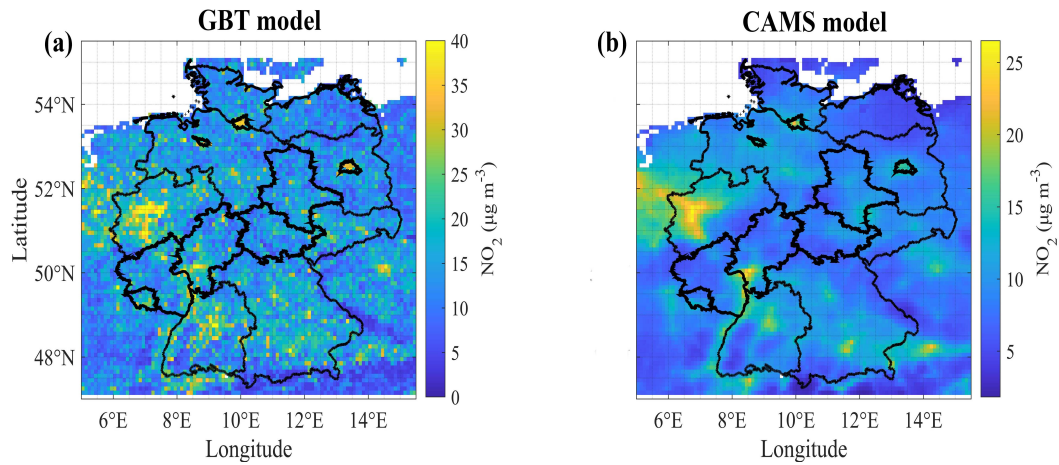 GBT model
(a)
54°N
52°N
50°N
48°N
Latitude
6°E 8°E 10°E 12°E 14°E
Longitude
40
35
30
25
20
15
10
5
0
NO₂ (µg m⁻³)
CAMS model
(b)
6°E 8°E 10°E 12°E 14°E
Longitude
25
20
15
10
5
NO₂ (µg m⁻³)